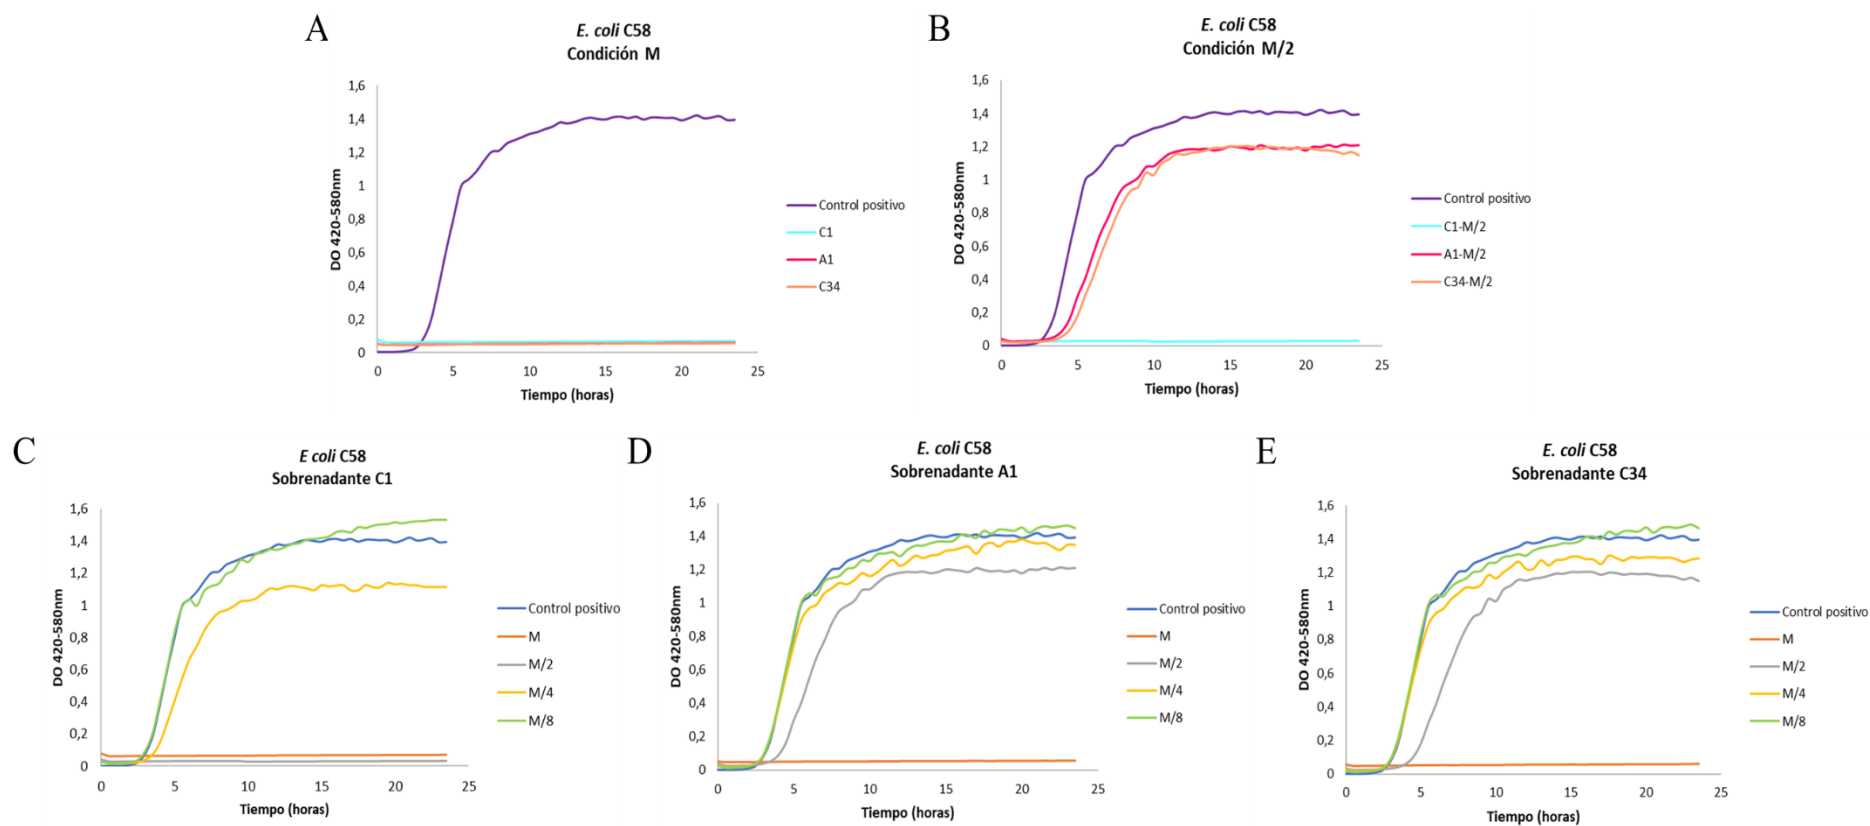 A
E. coli C58
Condición M
1,6
1,4
1,2
1
0,8
0,6
0,4
0,2
0
DO 420-580nm
0 5 10 15 20 25
Tiempo (horas)
Control positivo
C1
A1
C34
B
E. coli C58
Condición M/2
1,6
1,4
1,2
1
0,8
0,6
0,4
0,2
0
DO 420-580nm
0 5 10 15 20 25
Tiempo (horas)
Control positivo
C1-M/2
A1-M/2
C34-M/2
C
E coli C58
Sobrenadante C1
1,6
1,4
1,2
1
0,8
0,6
0,4
0,2
0
DO 420-580nm
0 5 10 15 20 25
Tiempo (horas)
Control positivo
M
M/2
M/4
M/8
D
E. coli C58
Sobrenadante A1
1,6
1,4
1,2
1
0,8
0,6
0,4
0,2
0
DO 420-580nm
0 5 10 15 20 25
Tiempo (horas)
Control positivo
M
M/2
M/4
M/8
E
E. coli C58
Sobrenadante C34
1,6
1,4
1,2
1
0,8
0,6
0,4
0,2
0
DO 420-580nm
0 5 10 15 20 25
Tiempo (horas)
Control positivo
M
M/2
M/4
M/8